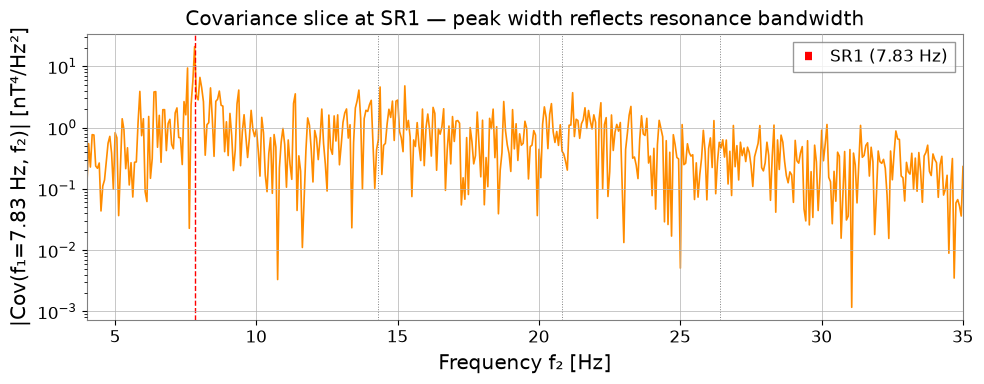 Covariance slice at SR1 — peak width reflects resonance bandwidth
|Cov(f₁=7.83 Hz, f₂)| [nT⁴/Hz²]
10¹
10⁰
10⁻¹
10⁻²
10⁻³
SR1 (7.83 Hz)
5 10 15 20 25 30 35
Frequency f₂ [Hz]